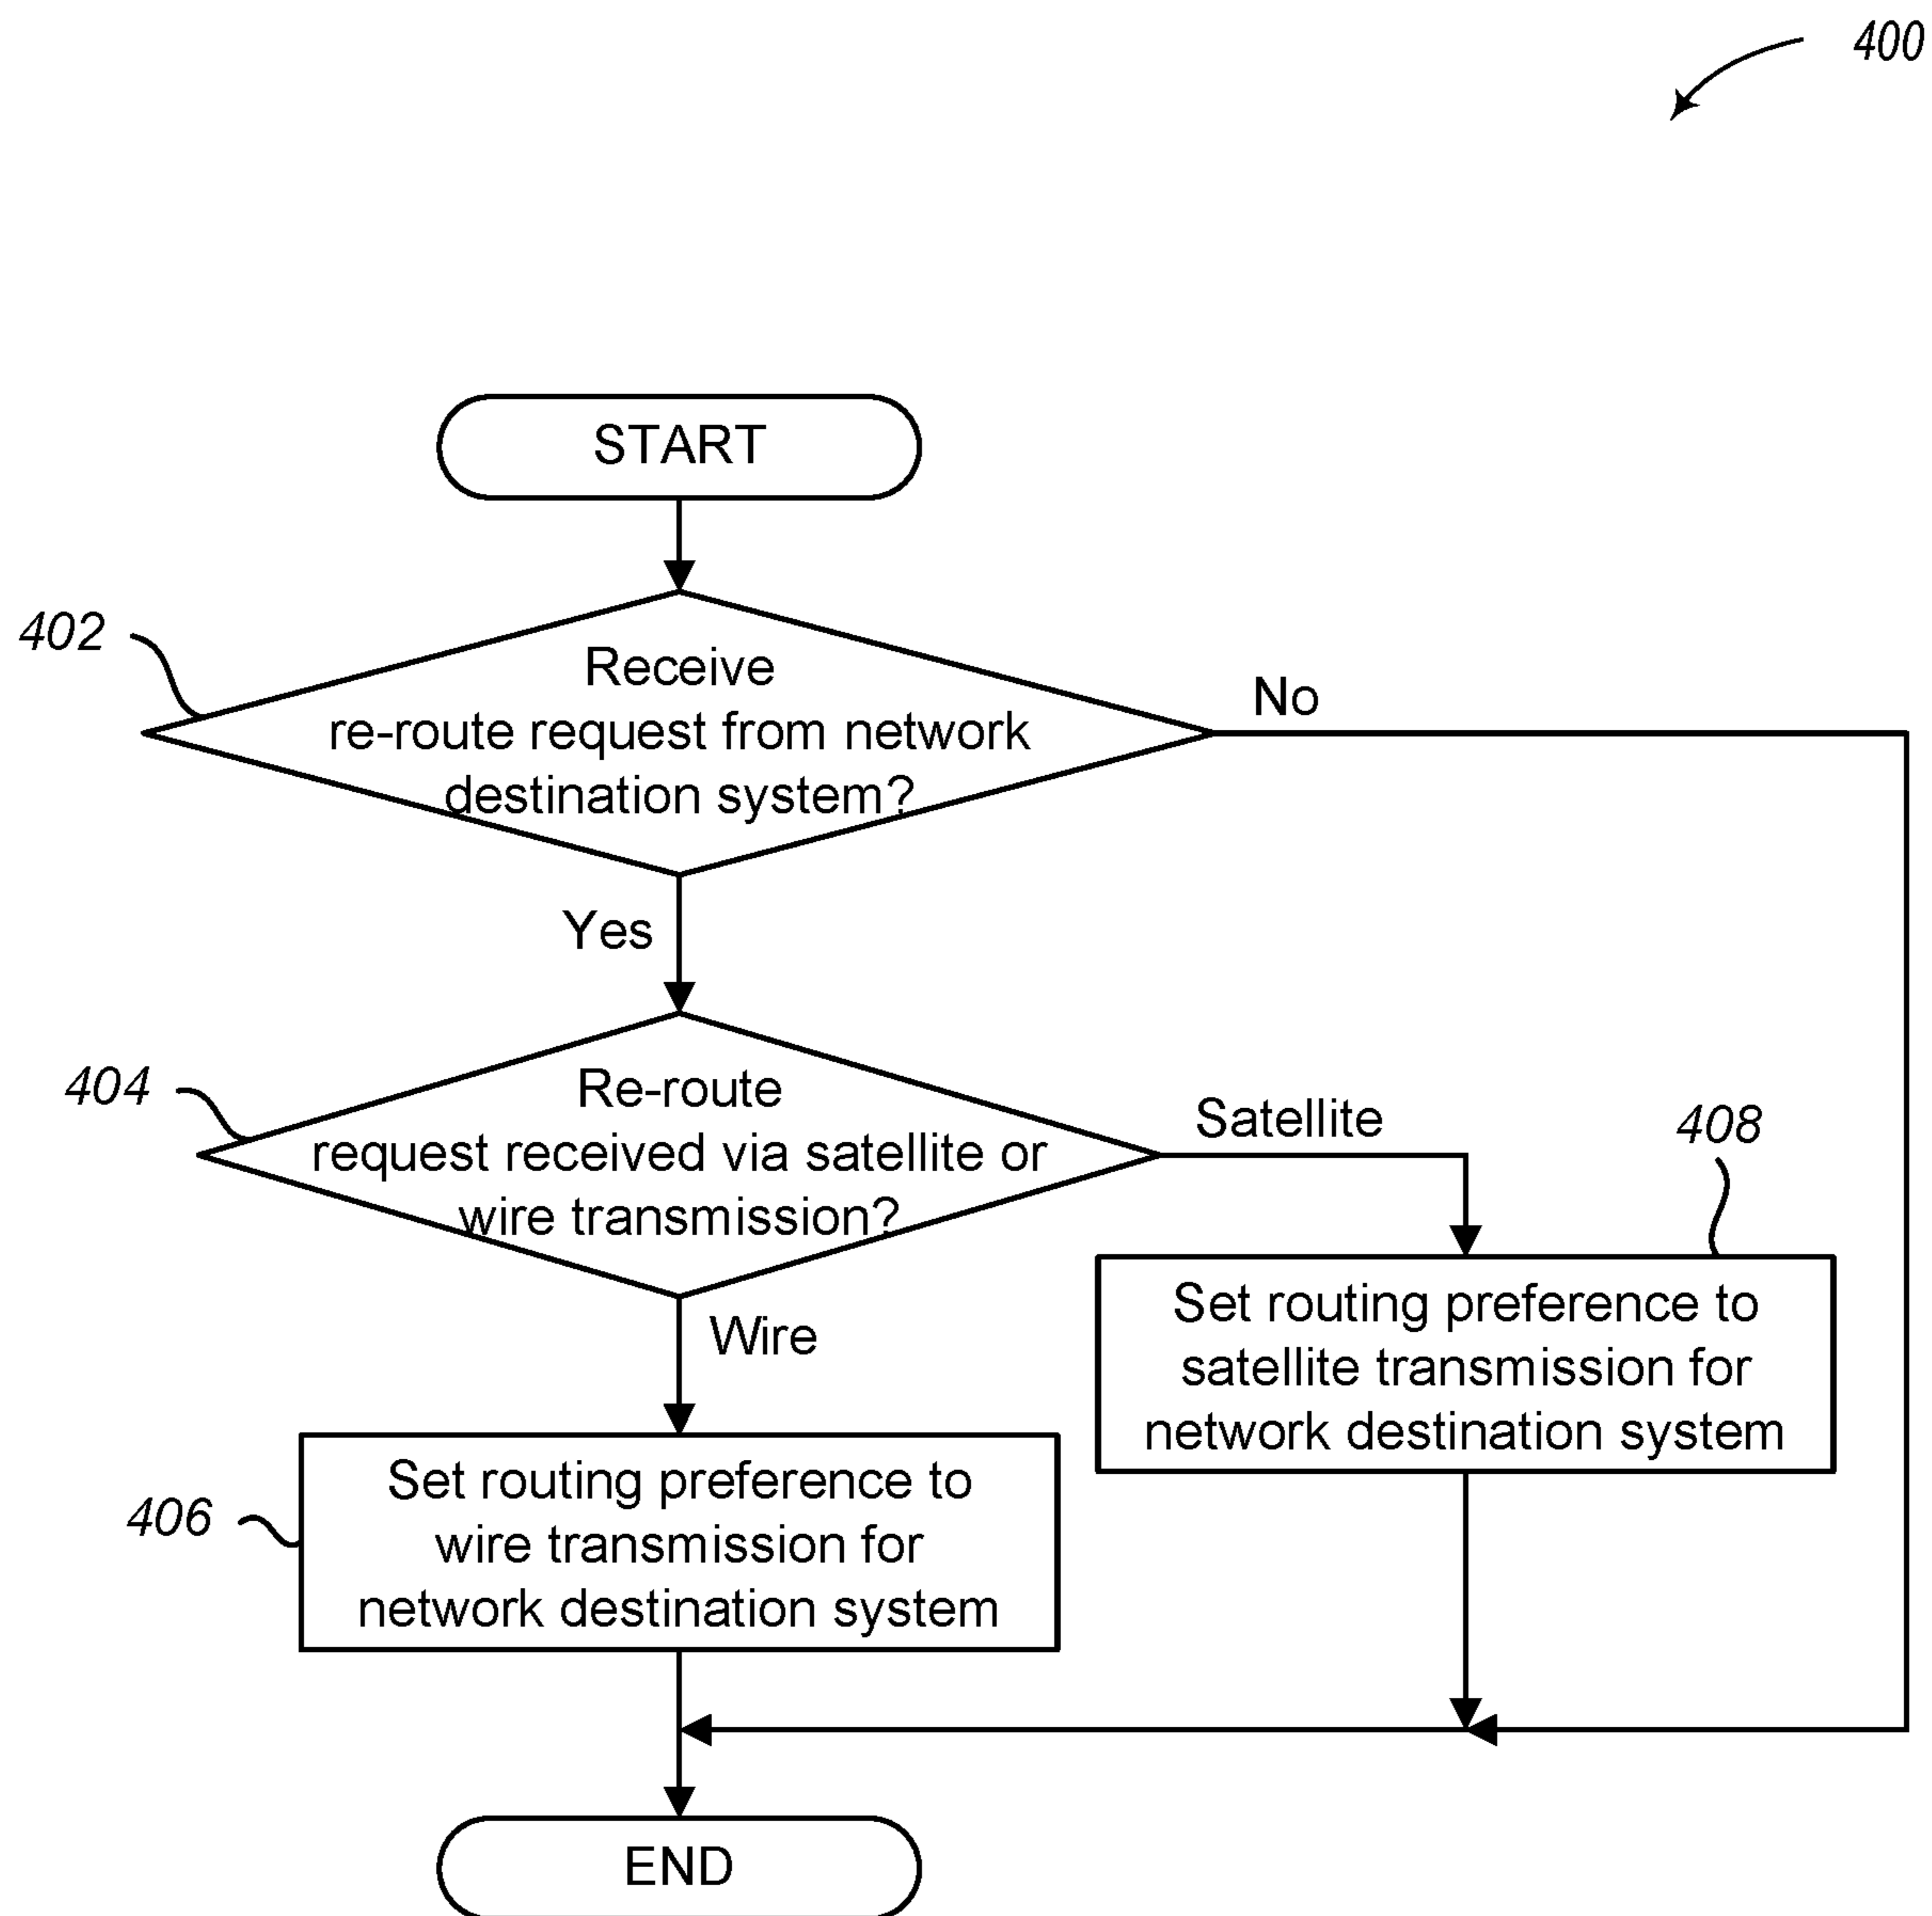 400
START
402
Receive
re-route request from network
destination system?
No
Yes
404
Re-route
request received via satellite or
wire transmission?
Satellite
408
Wire
Set routing preference to
satellite transmission for
network destination system
406
Set routing preference to
wire transmission for
network destination system
END